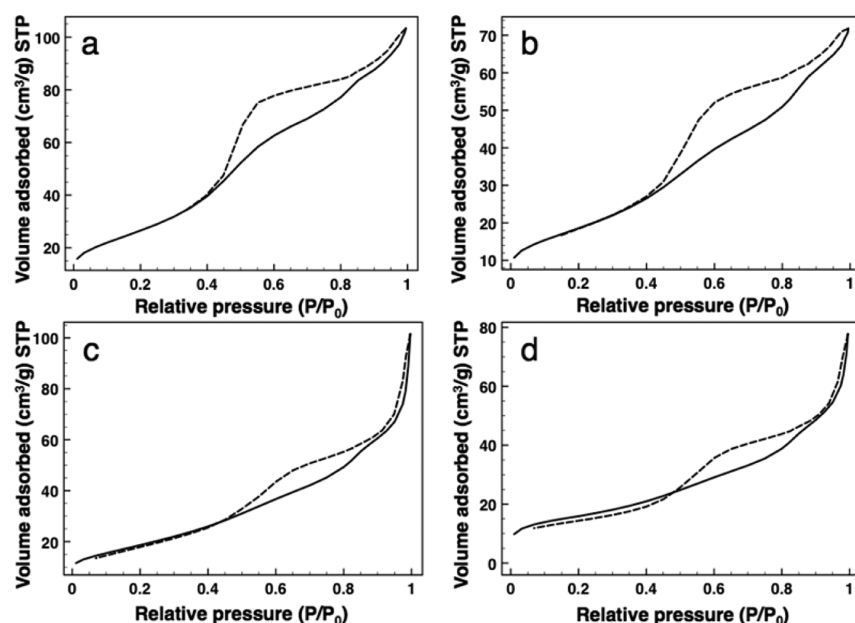 a
100
80
60
40
20
Volume adsorbed (cm³/g) STP
0 0.2 0.4 0.6 0.8 1
Relative pressure (P/P₀)
b
70
60
50
40
30
20
10
Volume adsorbed (cm³/g) STP
0 0.2 0.4 0.6 0.8 1
Relative pressure (P/P₀)
c
100
80
60
40
20
Volume adsorbed (cm³/g) STP
0 0.2 0.4 0.6 0.8 1
Relative pressure (P/P₀)
d
80
60
40
20
0
Volume adsorbed (cm³/g) STP
0 0.2 0.4 0.6 0.8 1
Relative pressure (P/P₀)